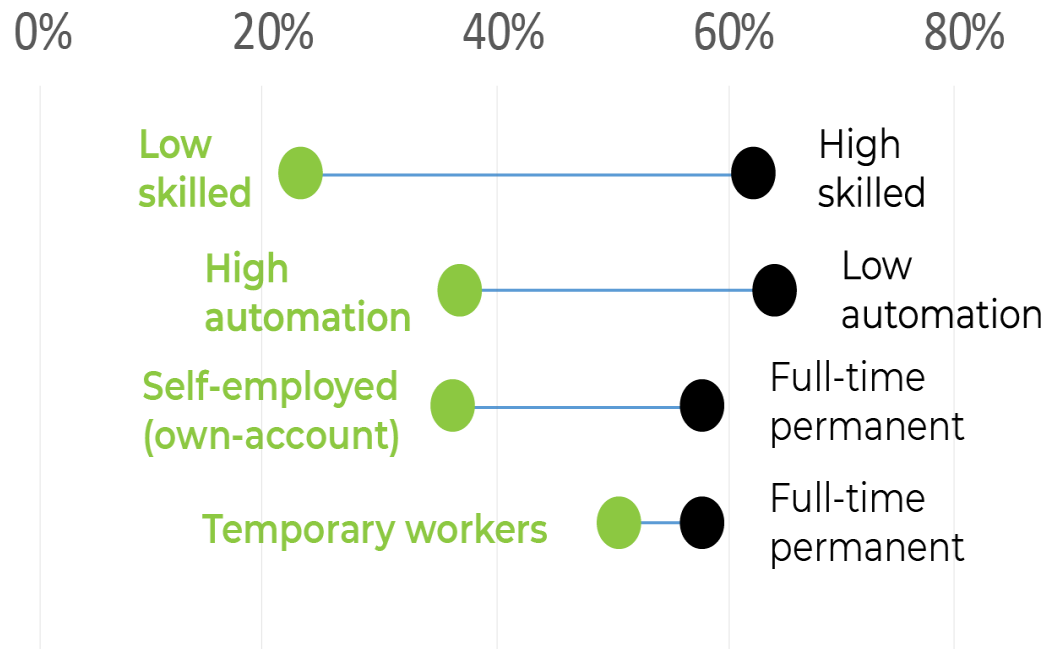 0% 20% 40% 60% 80%
Low
skilled
High
skilled
High
automation
Low
automation
Self-employed
(own-account)
Full-time
permanent
Temporary workers
Full-time
permanent